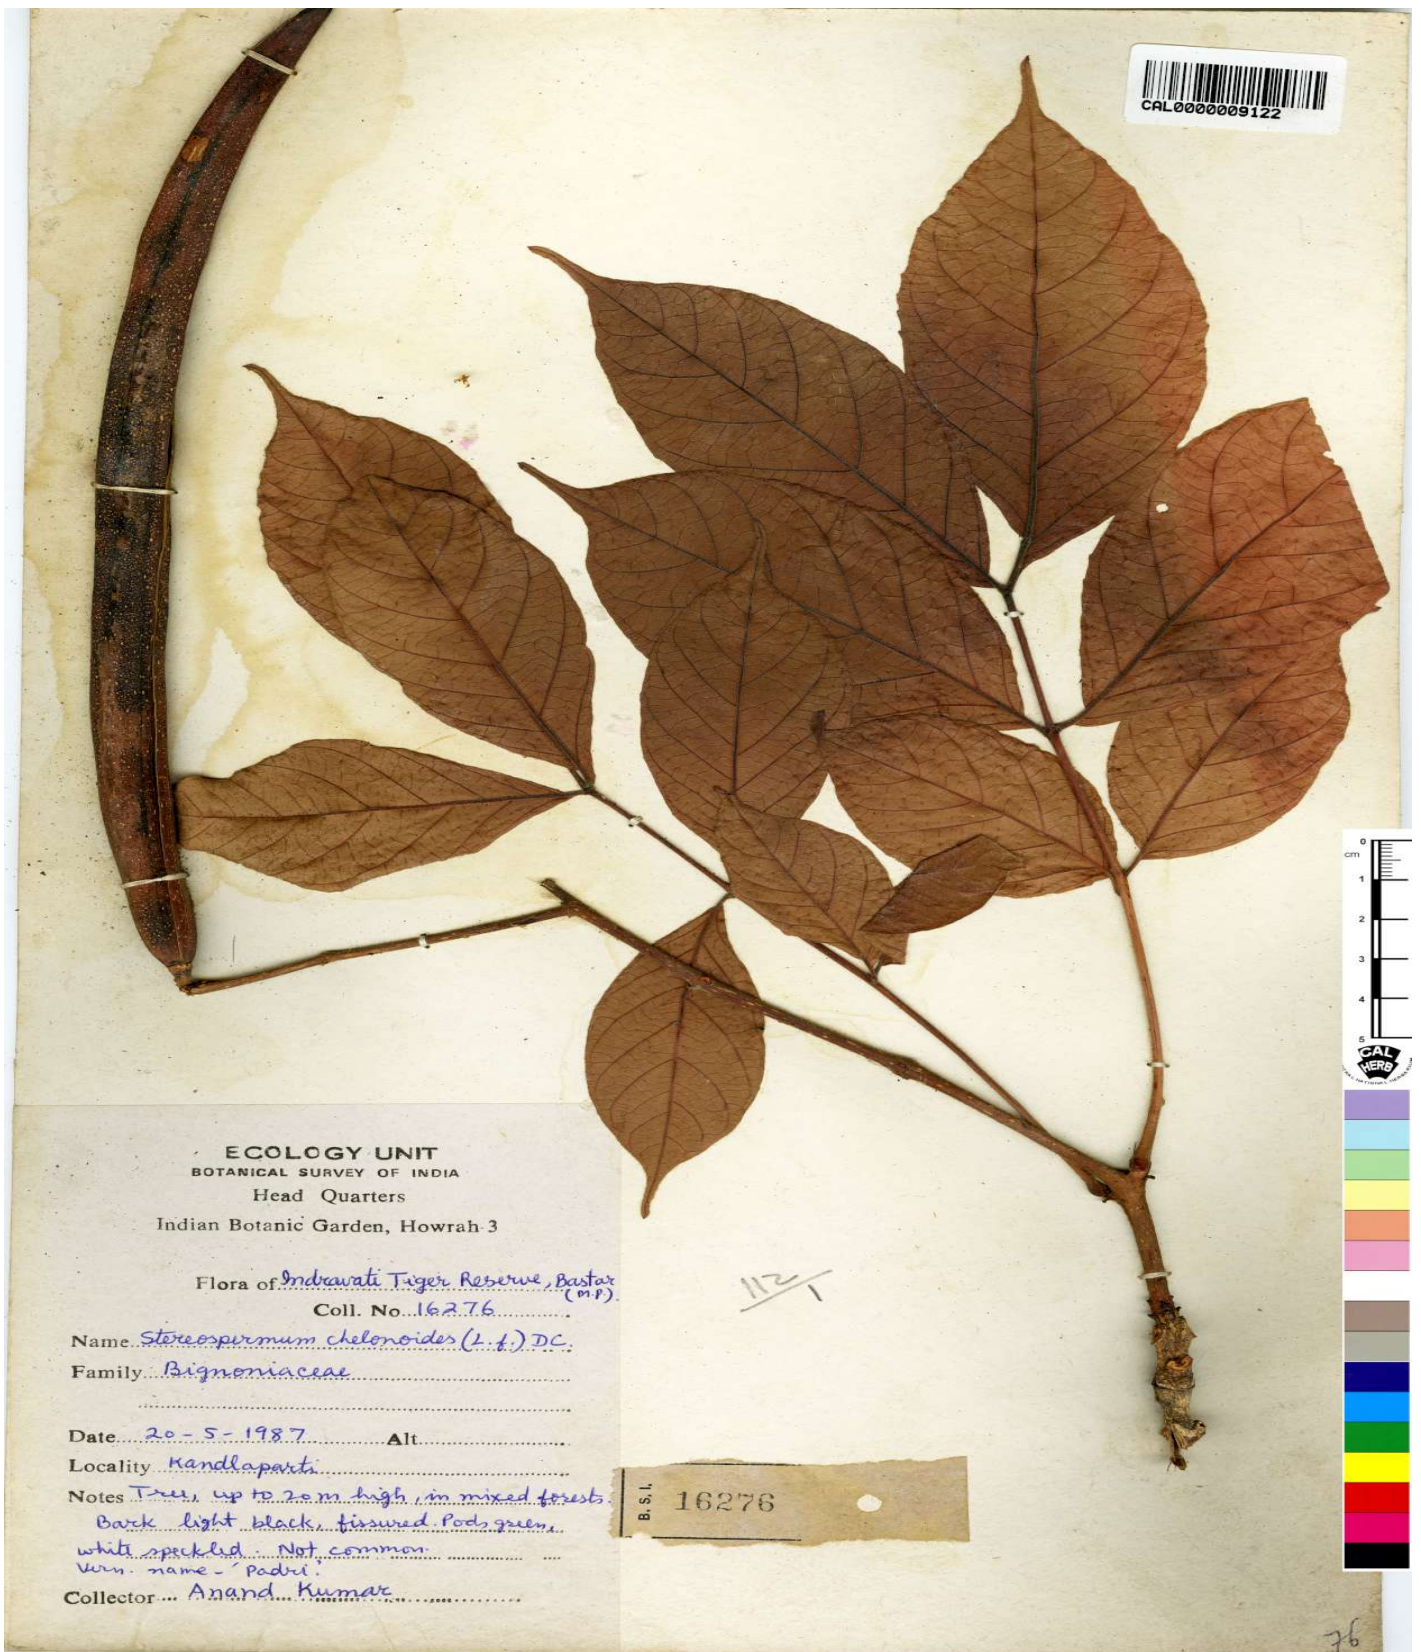 CAL0000009122
0
cm
1
2
3
4
5
CAL
HERB
ECOLOGY UNIT
BOTANICAL SURVEY OF INDIA
Head Quarters
Indian Botanic Garden, Howrah-3
Flora of Indravati Tiger Reserve, Bastar
(M.P.)
Coll. No. 16276
Name Stereospermum chelonoides (L.f.) DC.
Family Bignoniaceae
Date 20-5-1987 Alt
Locality Kandlaparti
Notes Tree, up to 20m high, in mixed forests.
Bark light black, fissured. Pods green,
white speckled. Not common.
Vern. name - 'Padri'.
Collector Anand Kumar
112/1
B.S.I.
16276
76